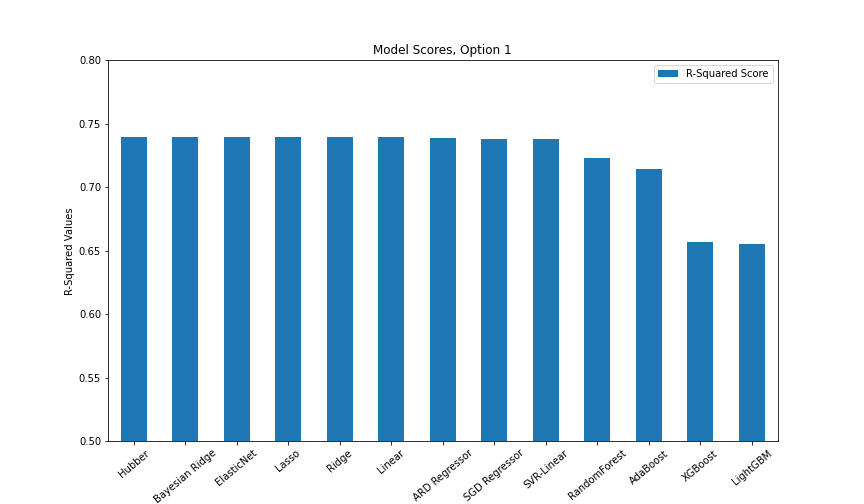 Model Scores, Option 1
R-Squared Score
R-Squared Values
0.80
0.75
0.70
0.65
0.60
0.55
0.50
Hubber
Bayesian Ridge
ElasticNet
Lasso
Ridge
Linear
ARD Regressor
SGD Regressor
SVR-Linear
RandomForest
AdaBoost
XGBoost
LightGBM